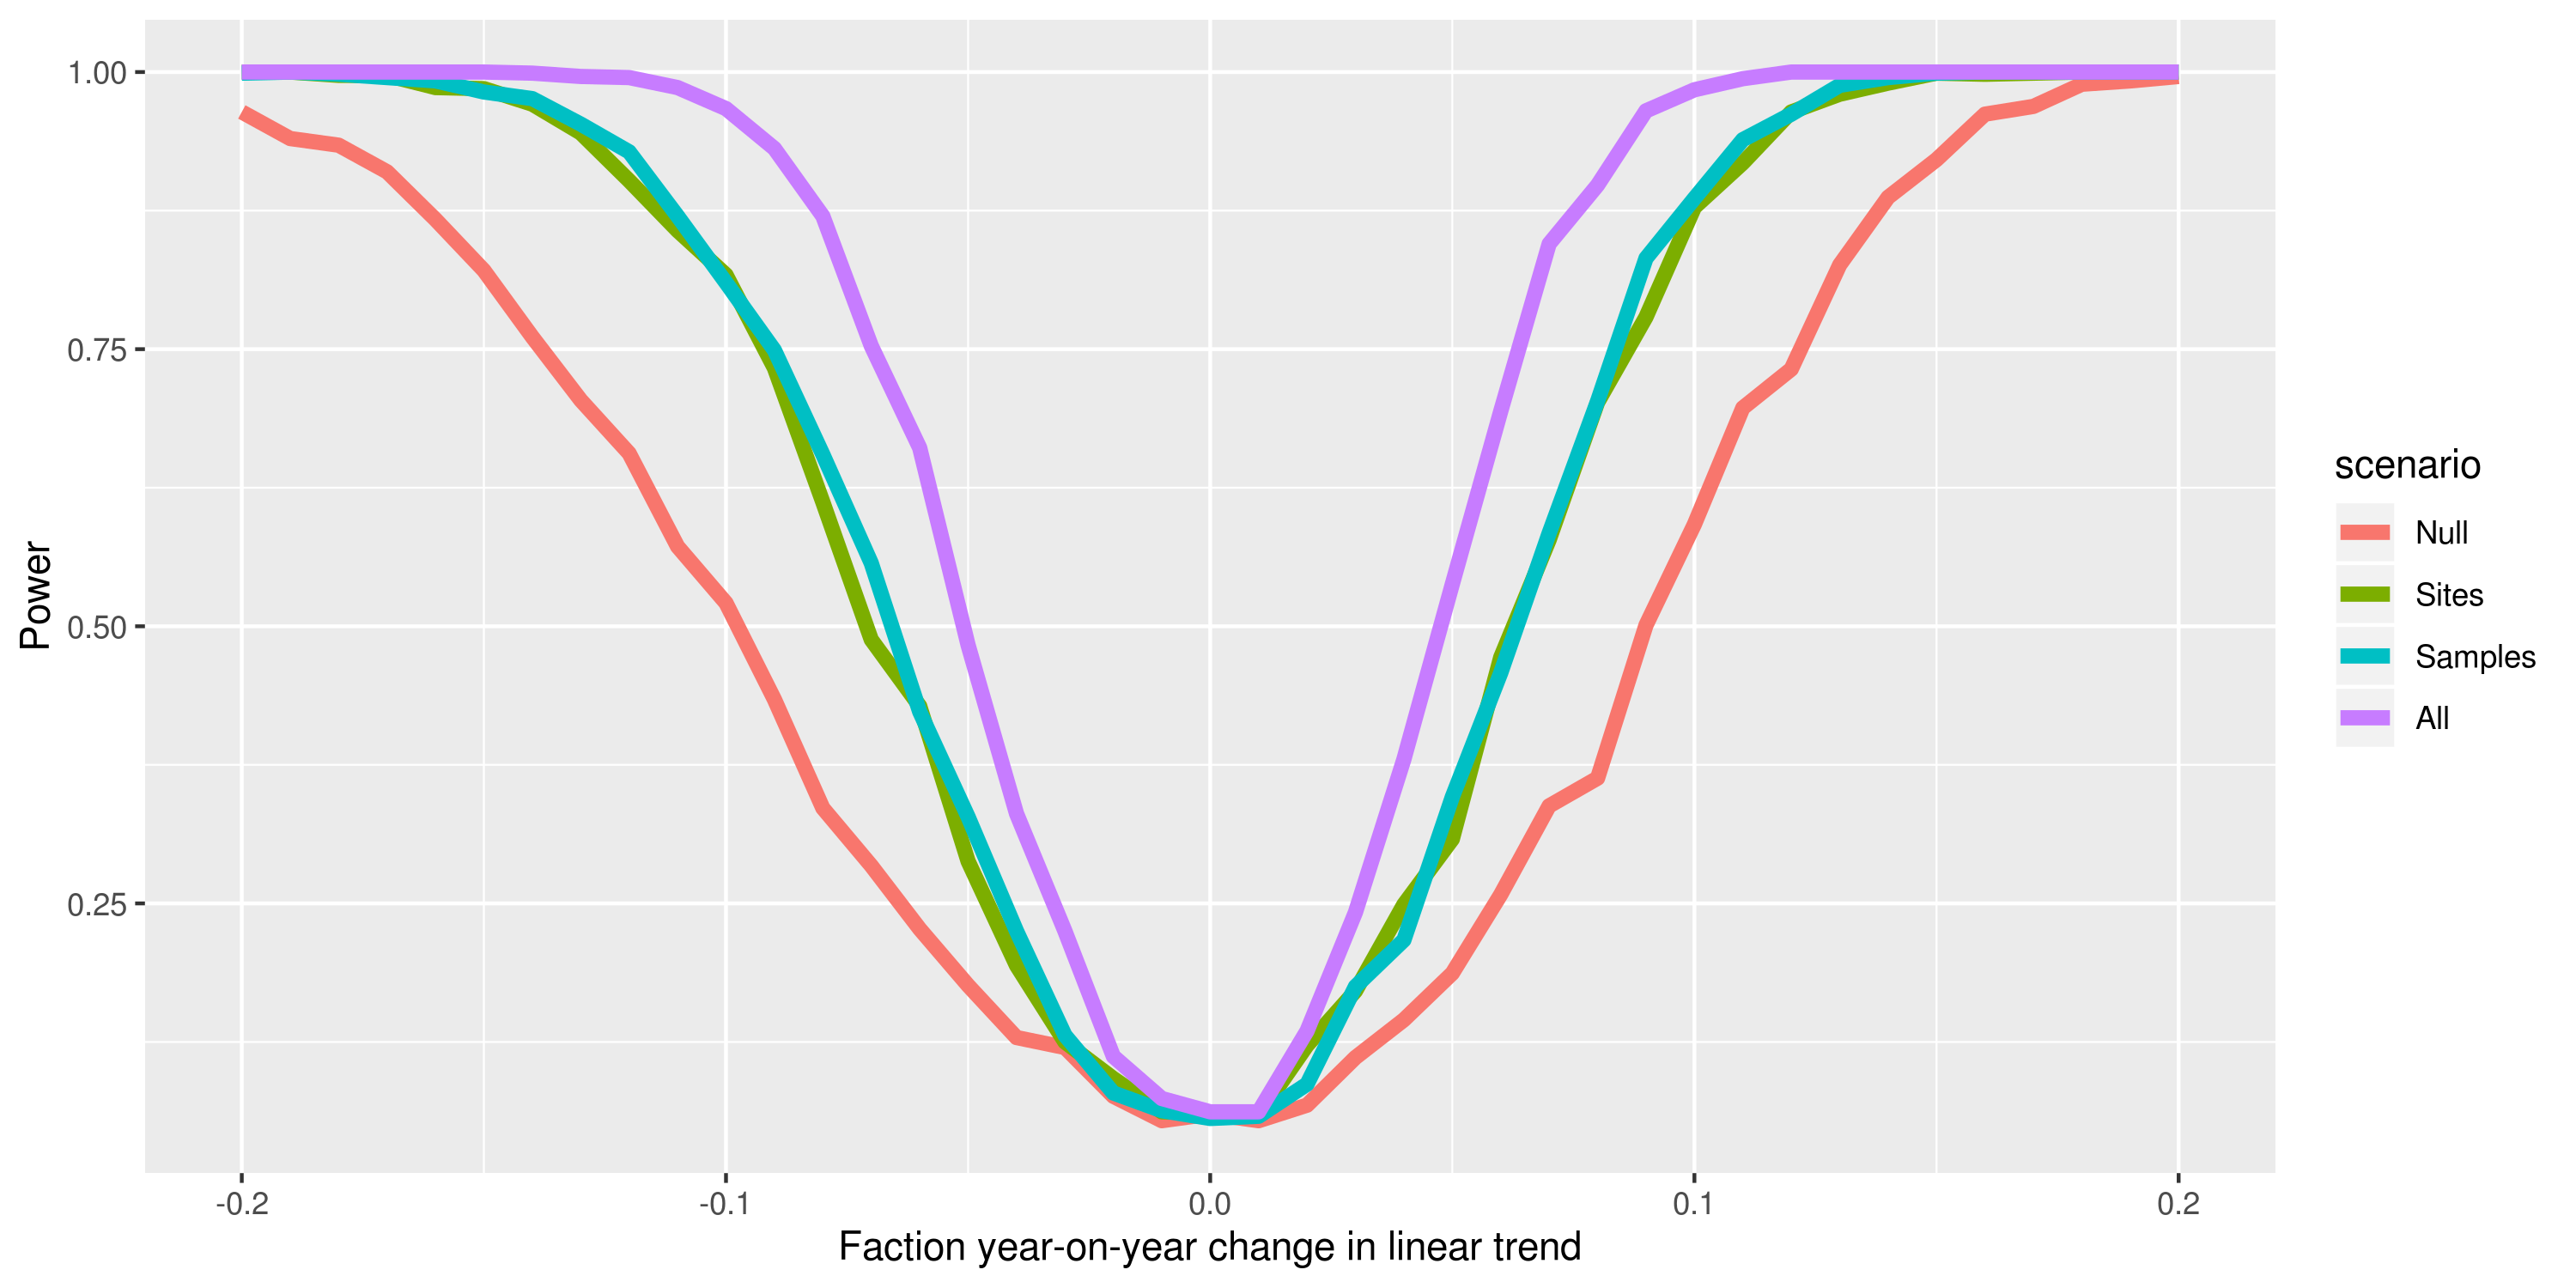 1.00
0.75
0.50
0.25
Power
-0.2
-0.1
0.0
0.1
0.2
Faction year-on-year change in linear trend
scenario
Null
Sites
Samples
All